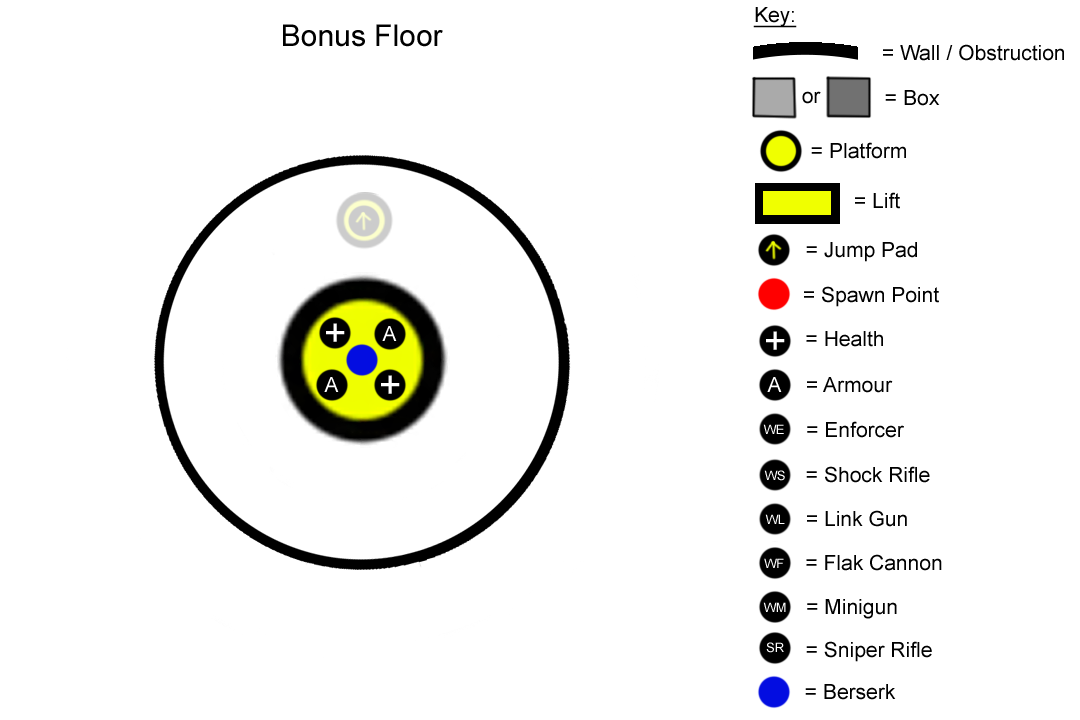 Bonus Floor
A
A
Key:
= Wall / Obstruction
or
= Box
= Platform
= Lift
= Jump Pad
= Spawn Point
= Health
A = Armour
WE = Enforcer
WS = Shock Rifle
WL = Link Gun
WF = Flak Cannon
WM = Minigun
SR = Sniper Rifle
= Berserk